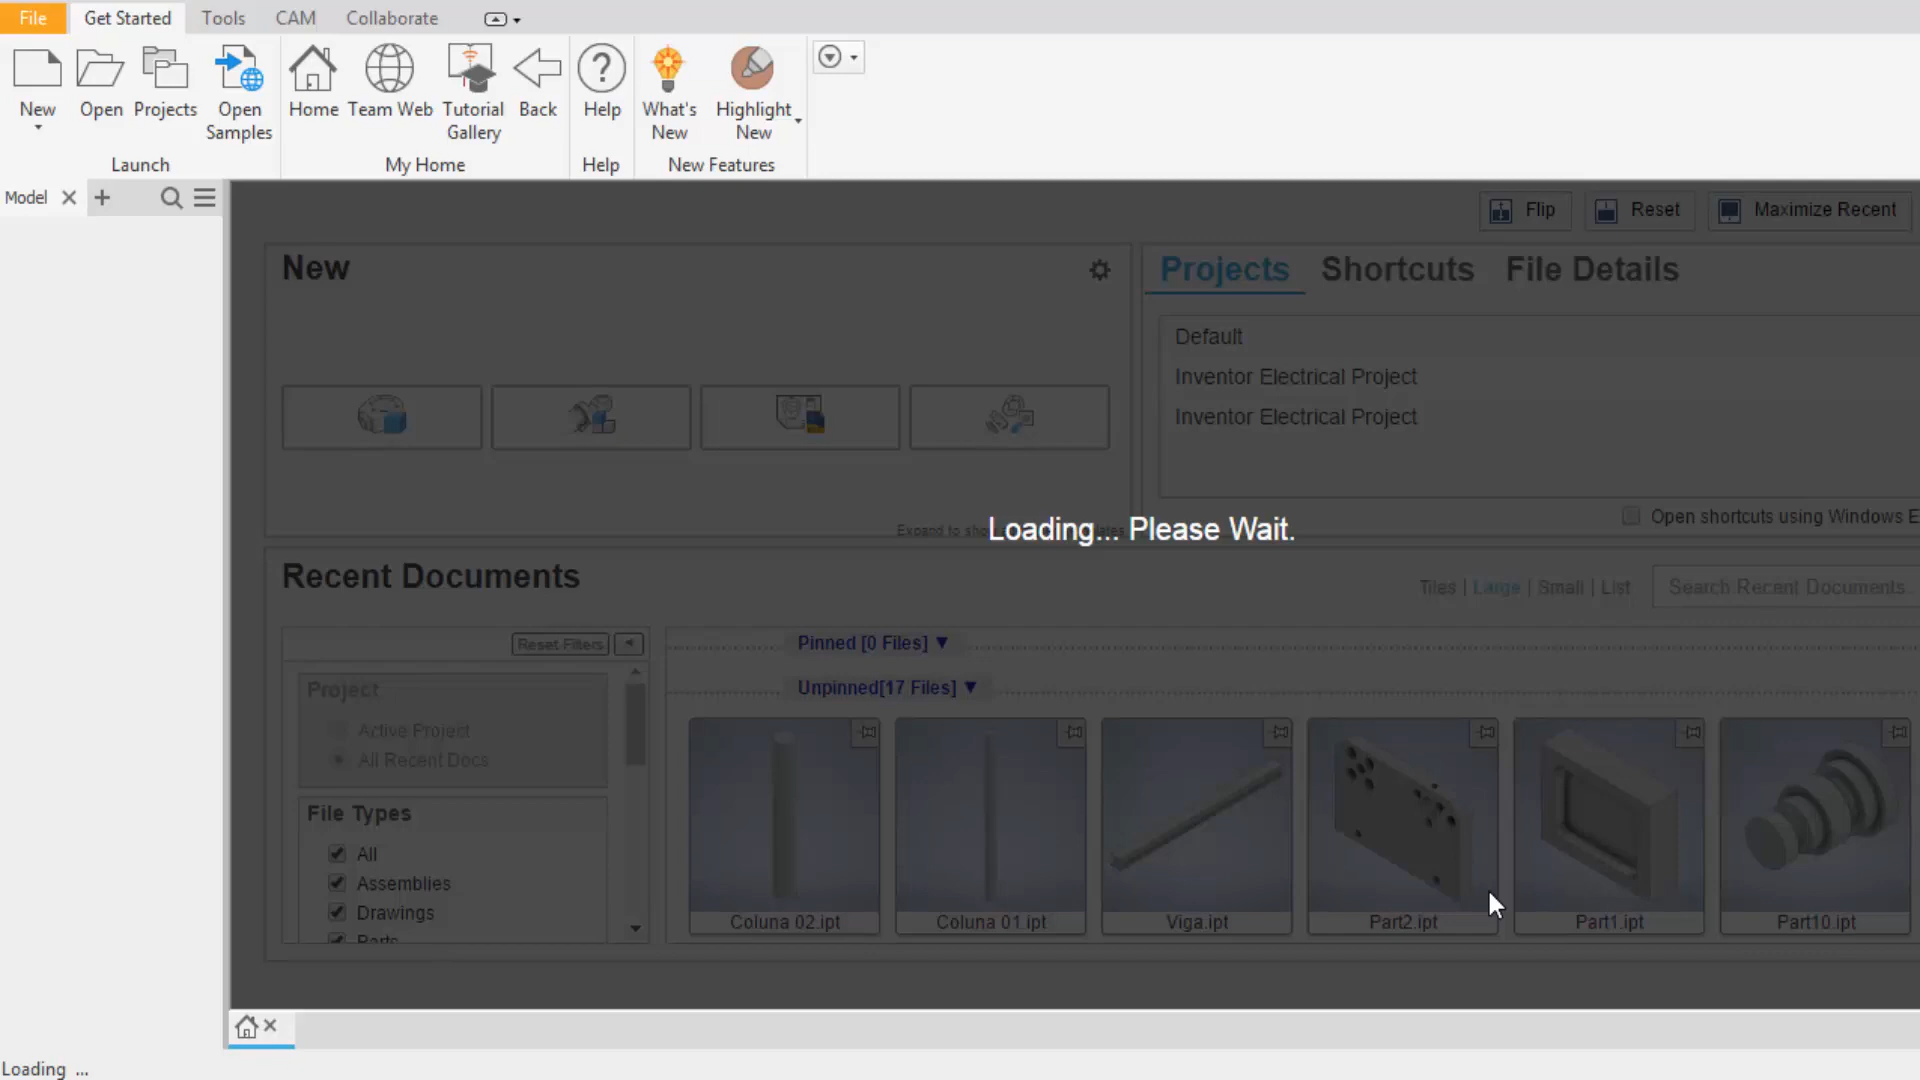 File Get Started Tools CAM Collaborate
New Open Projects Open Samples Home Team Web Tutorial Gallery Back Help What's New Highlight New
Launch My Home Help New Features
Model
Flip Reset Maximize Recent
New
Projects Shortcuts File Details
Default
Inventor Electrical Project
Inventor Electrical Project
Open shortcuts using Windows E
Expand to
Loading... Please Wait.
Recent Documents
Tiles | Large | Small | List Search Recent Documents...
Reset Filters
Project
Active Project
All Recent Docs
File Types
All
Assemblies
Drawings
Parts
Pinned [0 Files]
Unpinned[17 Files]
Coluna 02.ipt Coluna 01.ipt Viga.ipt Part2.ipt Part1.ipt Part10.ipt
Loading ...